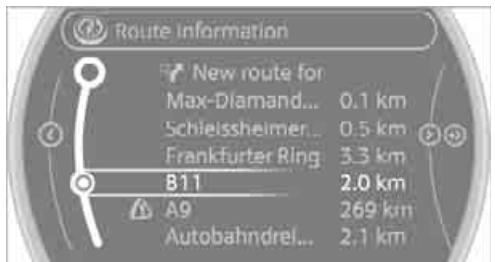 Route information
New route for
Max-Diamand... 0.1 km
Schleissheimer... 0.5 km
Frankfurter Ring 3.3 km
B11 2.0 km
A9 269 km
Autobahndrei... 2.1 km